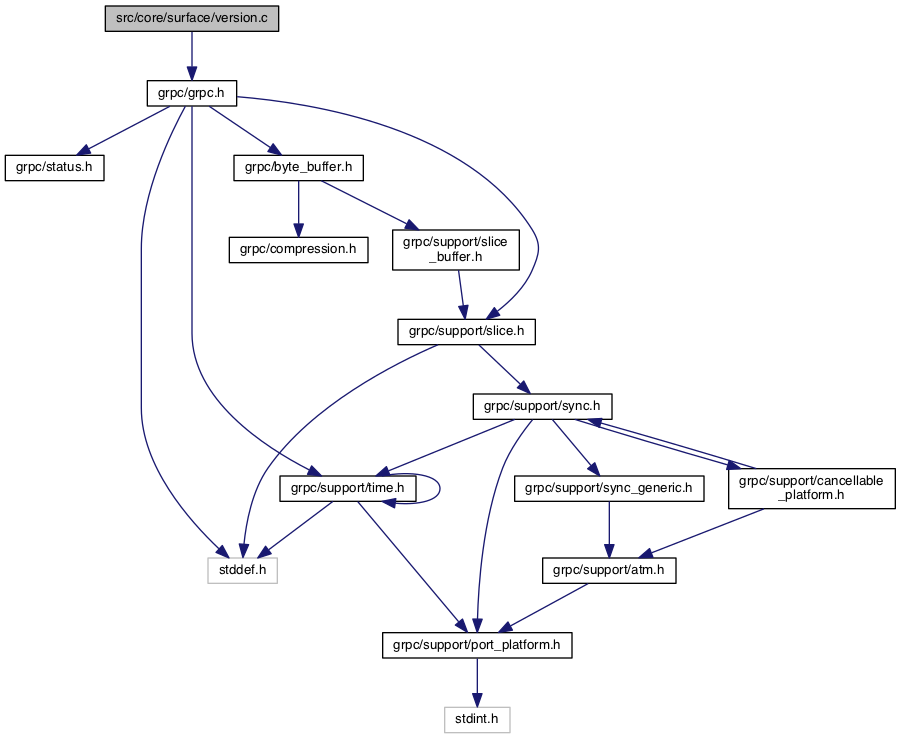 src/core/surface/version.c
grpc/grpc.h
grpc/status.h
grpc/byte_buffer.h
grpc/compression.h
grpc/support/slice
_buffer.h
grpc/support/slice.h
grpc/support/sync.h
grpc/support/time.h
grpc/support/sync_generic.h
grpc/support/cancellable
_platform.h
stddef.h
grpc/support/atm.h
grpc/support/port_platform.h
stdint.h